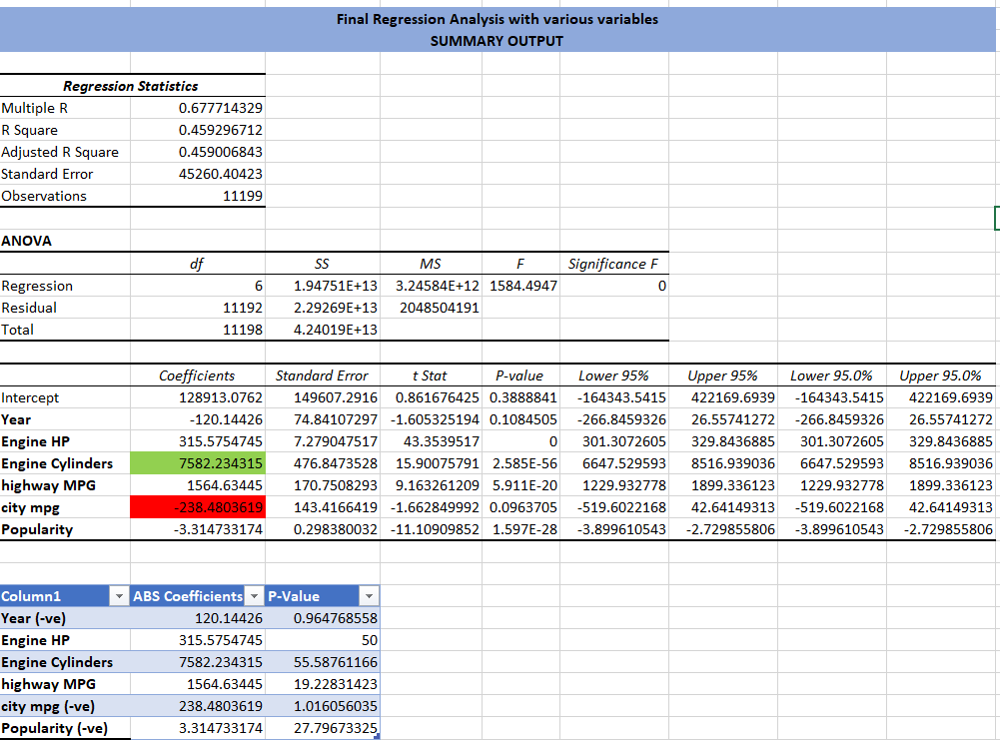 Final Regression Analysis with various variables
SUMMARY OUTPUT
Regression Statistics
Multiple R 0.677714329
R Square 0.459296712
Adjusted R Square 0.459006843
Standard Error 45260.40423
Observations 11199
ANOVA
df SS MS F Significance F
Regression 6 1.94751E+13 3.24584E+12 1584.4947 0
Residual 11192 2.29269E+13 2048504191
Total 11198 4.24019E+13
Coefficients Standard Error t Stat P-value Lower 95% Upper 95% Lower 95.0% Upper 95.0%
Intercept 128913.0762 149607.2916 0.861676425 0.3888841 -164343.5415 422169.6939 -164343.5415 422169.6939
Year -120.14426 74.84107297 -1.605325194 0.1084505 -266.8459326 26.55741272 -266.8459326 26.55741272
Engine HP 315.5754745 7.279047517 43.3539517 0 301.3072605 329.8436885 301.3072605 329.8436885
Engine Cylinders 7582.234315 476.8473528 15.90075791 2.585E-56 6647.529593 8516.939036 6647.529593 8516.939036
highway MPG 1564.63445 170.7508293 9.163261209 5.911E-20 1229.932778 1899.336123 1229.932778 1899.336123
city mpg -238.4803619 143.4166419 -1.662849992 0.0963705 -519.6022168 42.64149313 -519.6022168 42.64149313
Popularity -3.314733174 0.298380032 -11.10909852 1.597E-28 -3.899610543 -2.729855806 -3.899610543 -2.729855806
Column1 ABS Coefficients P-Value
Year (-ve) 120.14426 0.964768558
Engine HP 315.5754745 50
Engine Cylinders 7582.234315 55.58761166
highway MPG 1564.63445 19.22831423
city mpg (-ve) 238.4803619 1.016056035
Popularity (-ve) 3.314733174 27.79673325